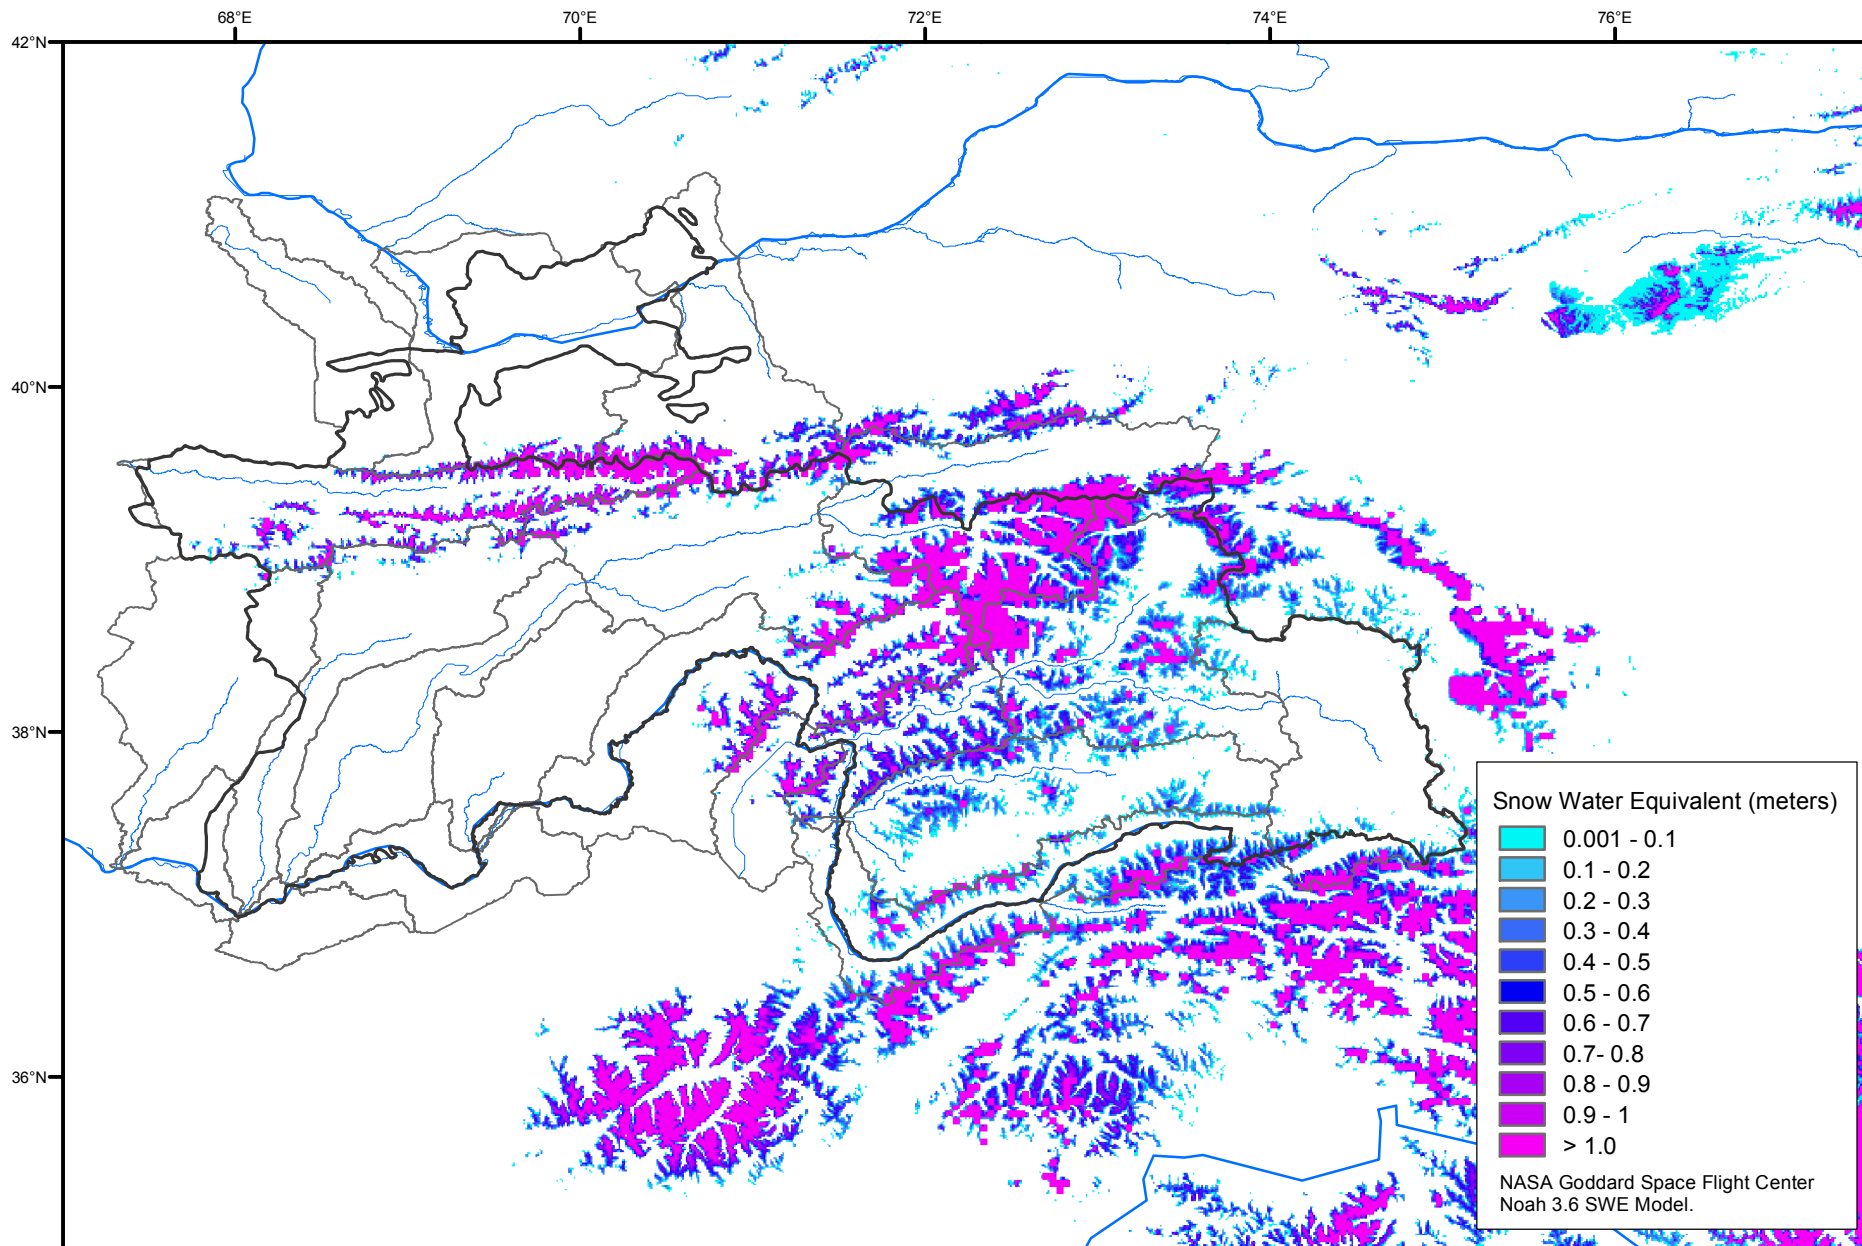 68°E
70°E
72°E
74°E
76°E
42°N
40°N
38°N
36°N
Snow Water Equivalent (meters)
0.001 - 0.1
0.1 - 0.2
0.2 - 0.3
0.3 - 0.4
0.4 - 0.5
0.5 - 0.6
0.6 - 0.7
0.7- 0.8
0.8 - 0.9
0.9 - 1
> 1.0
NASA Goddard Space Flight Center
Noah 3.6 SWE Model.